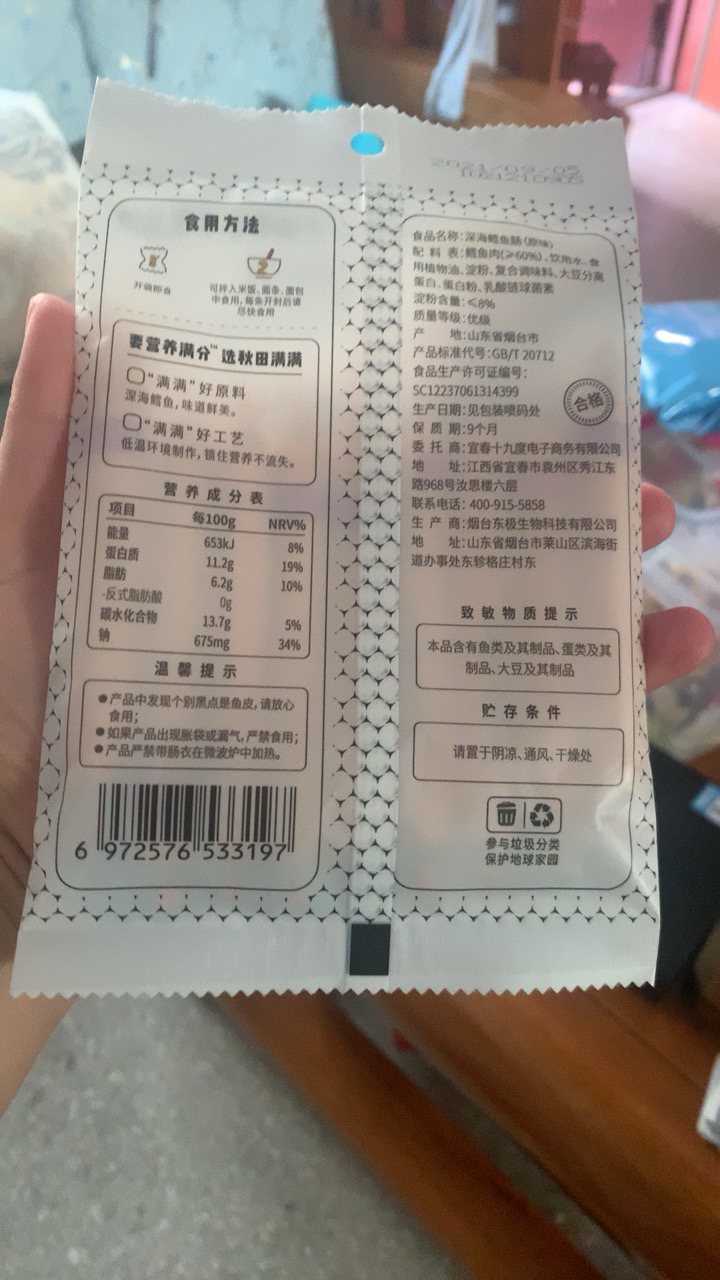 食用方法
开袋即食
可拌入米饭、面条、面包
中食用,每条开封后请
尽快食用
要营养满分™ 选秋田满满
“满满”好原料
深海鳕鱼,味道鲜美。
“满满”好工艺
低温环境制作,锁住营养不流失。
营养成分表
项目 每100g NRV%
能量 653kJ 8%
蛋白质 11.2g 19%
脂肪 6.2g 10%
-反式脂肪酸 0g
碳水化合物 13.7g 5%
钠 675mg 34%
温馨提示
●产品中发现个别黑点是鱼皮,请放心
食用;
●如果产品出现胀袋或漏气,严禁食用;
●产品严禁带肠衣在微波炉中加热。
6 972576 533197
食品名称:深海鳕鱼肠(原味)
配料表:鳕鱼肉(≥60%)、饮用水、食
用植物油、淀粉、复合调味料、大豆分离
蛋白、蛋白粉、乳酸链球菌素
淀粉含量:≤8%
质量等级:优级
产地:山东省烟台市
产品标准代号:GB/T 20712
食品生产许可证编号:
SC12237061314399
生产日期:见包装喷码处
合格
保质期:9个月
委托商:宜春十九度电子商务有限公司
地址:江西省宜春市袁州区秀江东
路968号汝思楼六层
联系电话:400-915-5858
生产商:烟台东极生物科技有限公司
地址:山东省烟台市莱山区滨海街
道办事处东轸格庄村东
致敏物质提示
本品含有鱼类及其制品、蛋类及其
制品、大豆及其制品
贮存条件
请置于阴凉、通风、干燥处
参与垃圾分类
保护地球家园